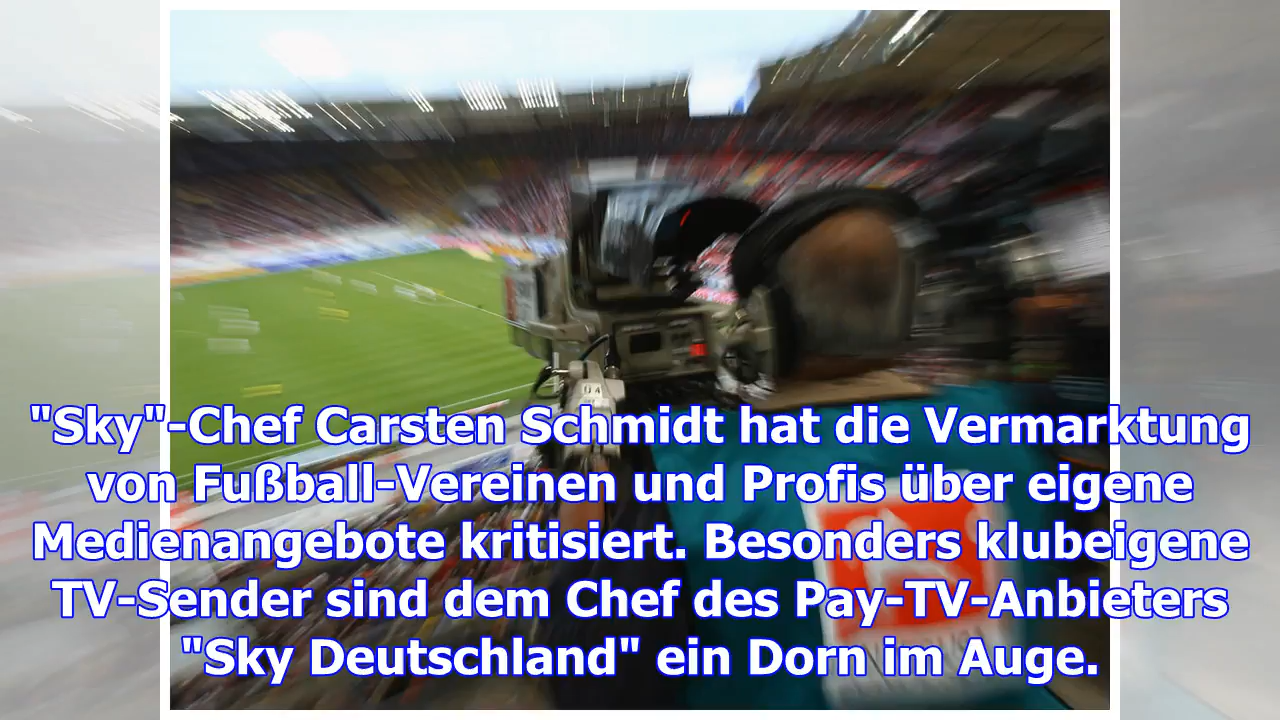 "Sky"-Chef Carsten Schmidt hat die Vermarktung
von Fußball-Vereinen und Profis über eigene
Medienangebote kritisiert. Besonders klubeigene
TV-Sender sind dem Chef des Pay-TV-Anbieters
"Sky Deutschland" ein Dorn im Auge.